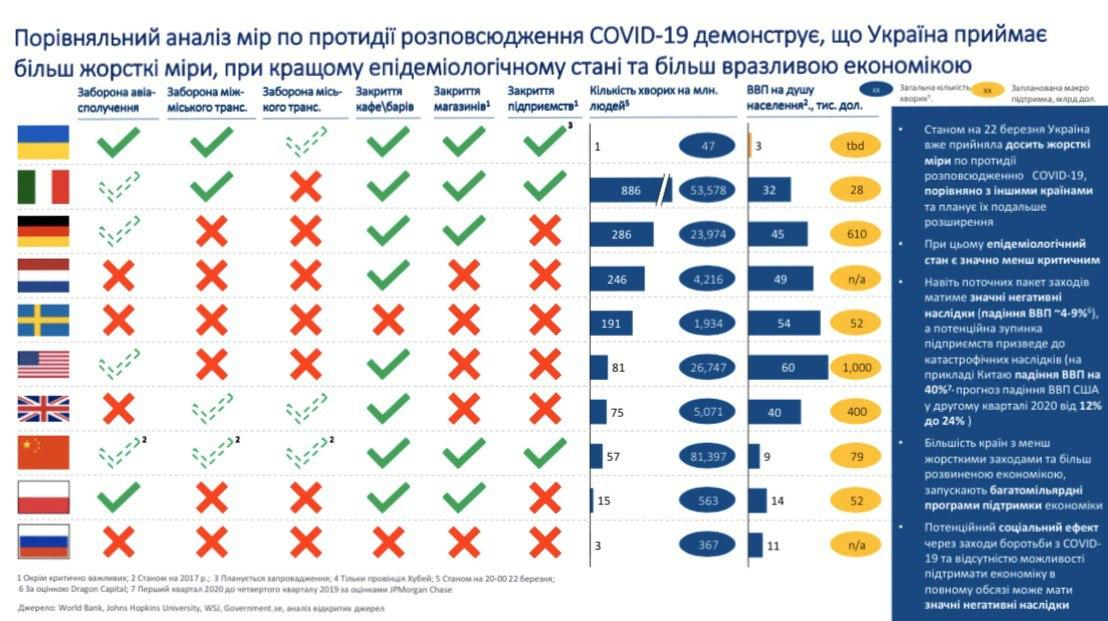 Порівняльний аналіз мір по протидії розповсюдження COVID-19 демонструє, що Україна приймає
більш жорсткі міри, при кращому епідеміологічному стані та більш вразливою економікою
Заборона авіа-сполучення
Заборона між-міського транс.
Заборона місь-кого транс.
Закриття кафе\барів
Закриття магазинів1
Закриття підприємств1
Кількість хворих на млн. людей5
ВВП на душу населення2., тис. дол.
xx Загальна кількість хворих5.
xx Запланована макро підтримка, млрд дол.
3
1 47 3 tbd
886 53,578 32 28
286 23,974 45 610
246 4,216 49 n/a
191 1,934 54 52
81 26,747 60 1,000
75 5,071 40 400
2 2 2 57 81,397 9 79
15 563 14 52
3 367 11 n/a
• Станом на 22 березня Україна
вже прийняла досить жорсткі
міри по протидії
розповсюдженню COVID-19,
порівняно з іншими країнами
та планує їх подальше
розширення
• При цьому епідеміологічний
стан є значно менш критичним
• Навіть поточних пакет заходів
матиме значні негативні
наслідки (падіння ВВП ~4-9%6),
а потенційна зупинка
підприємств призведе до
катастрофічних наслідків (на
прикладі Китаю падіння ВВП на
40%7, прогноз падіння ВВП США
у другому кварталі 2020 від 12%
до 24% )
• Більшість країн з менш
жорсткими заходами та більш
розвиненою економікою,
запускають багатомільярдні
програми підтримки економіки
• Потенційний соціальний ефект
через заходи боротьби з COVID-
19 та відсутністю можливості
підтримати економіку в
повному обсязі може мати
значні негативні наслідки
1 Окрім критично важливих; 2 Станом на 2017 р.; 3 Планується запровадження; 4 Тільки провінція Хубей; 5 Станом на 20-00 22 березня;
6 За оцінкою Dragon Capital; 7 Перший квартал 2020 до четвертого кварталу 2019 за оцінками JPMorgan Chase
Джерело: World Bank, Johns Hopkins University, WSJ, Government.se, аналіз відкритих джерел